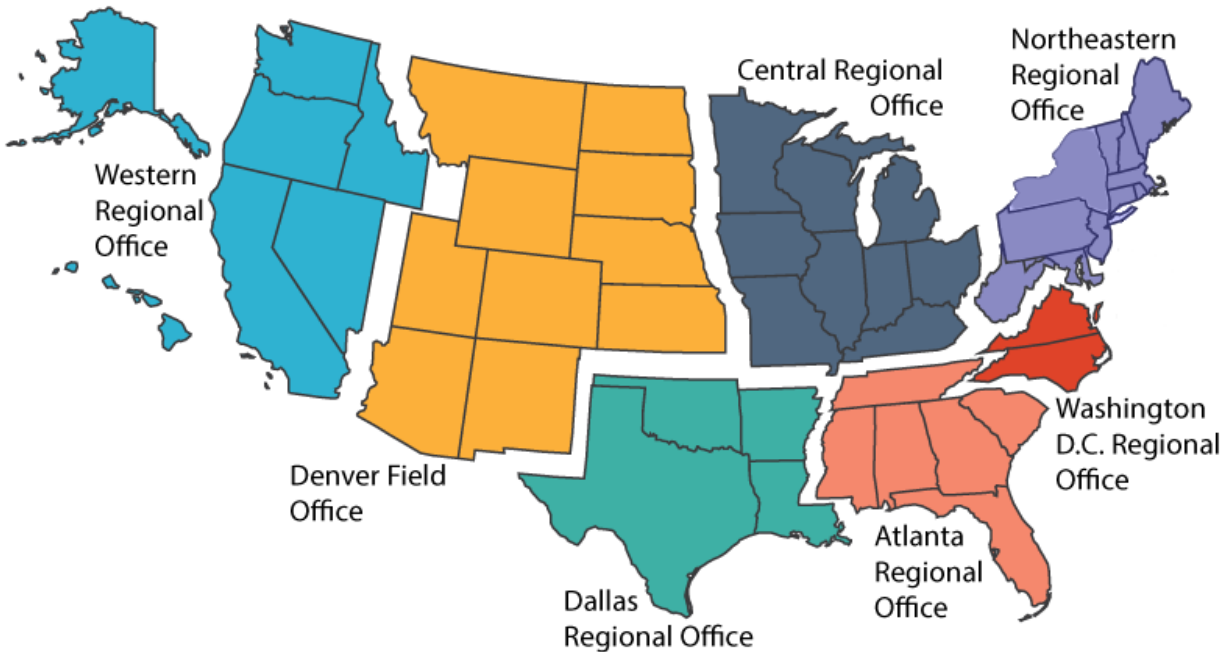 Northeastern
Regional
Office
Central Regional
Office
Western
Regional
Office
Washington
D.C. Regional
Office
Denver Field
Office
Atlanta
Regional
Office
Dallas
Regional Office